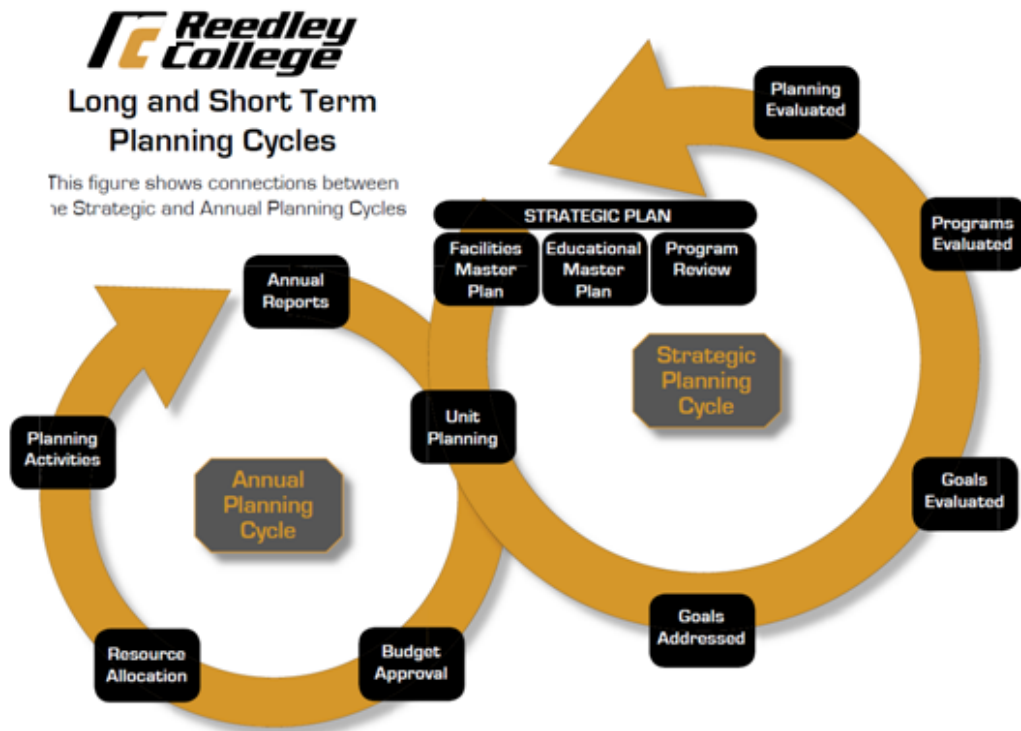 Reedley
College
Long and Short Term
Planning Cycles
This figure shows connections between
he Strategic and Annual Planning Cycles
Planning
Evaluated
STRATEGIC PLAN
Facilities
Master
Plan
Educational
Master
Plan
Program
Review
Programs
Evaluated
Annual
Reports
Strategic
Planning
Cycle
Unit
Planning
Planning
Activities
Annual
Planning
Cycle
Goals
Evaluated
Goals
Addressed
Resource
Allocation
Budget
Approval